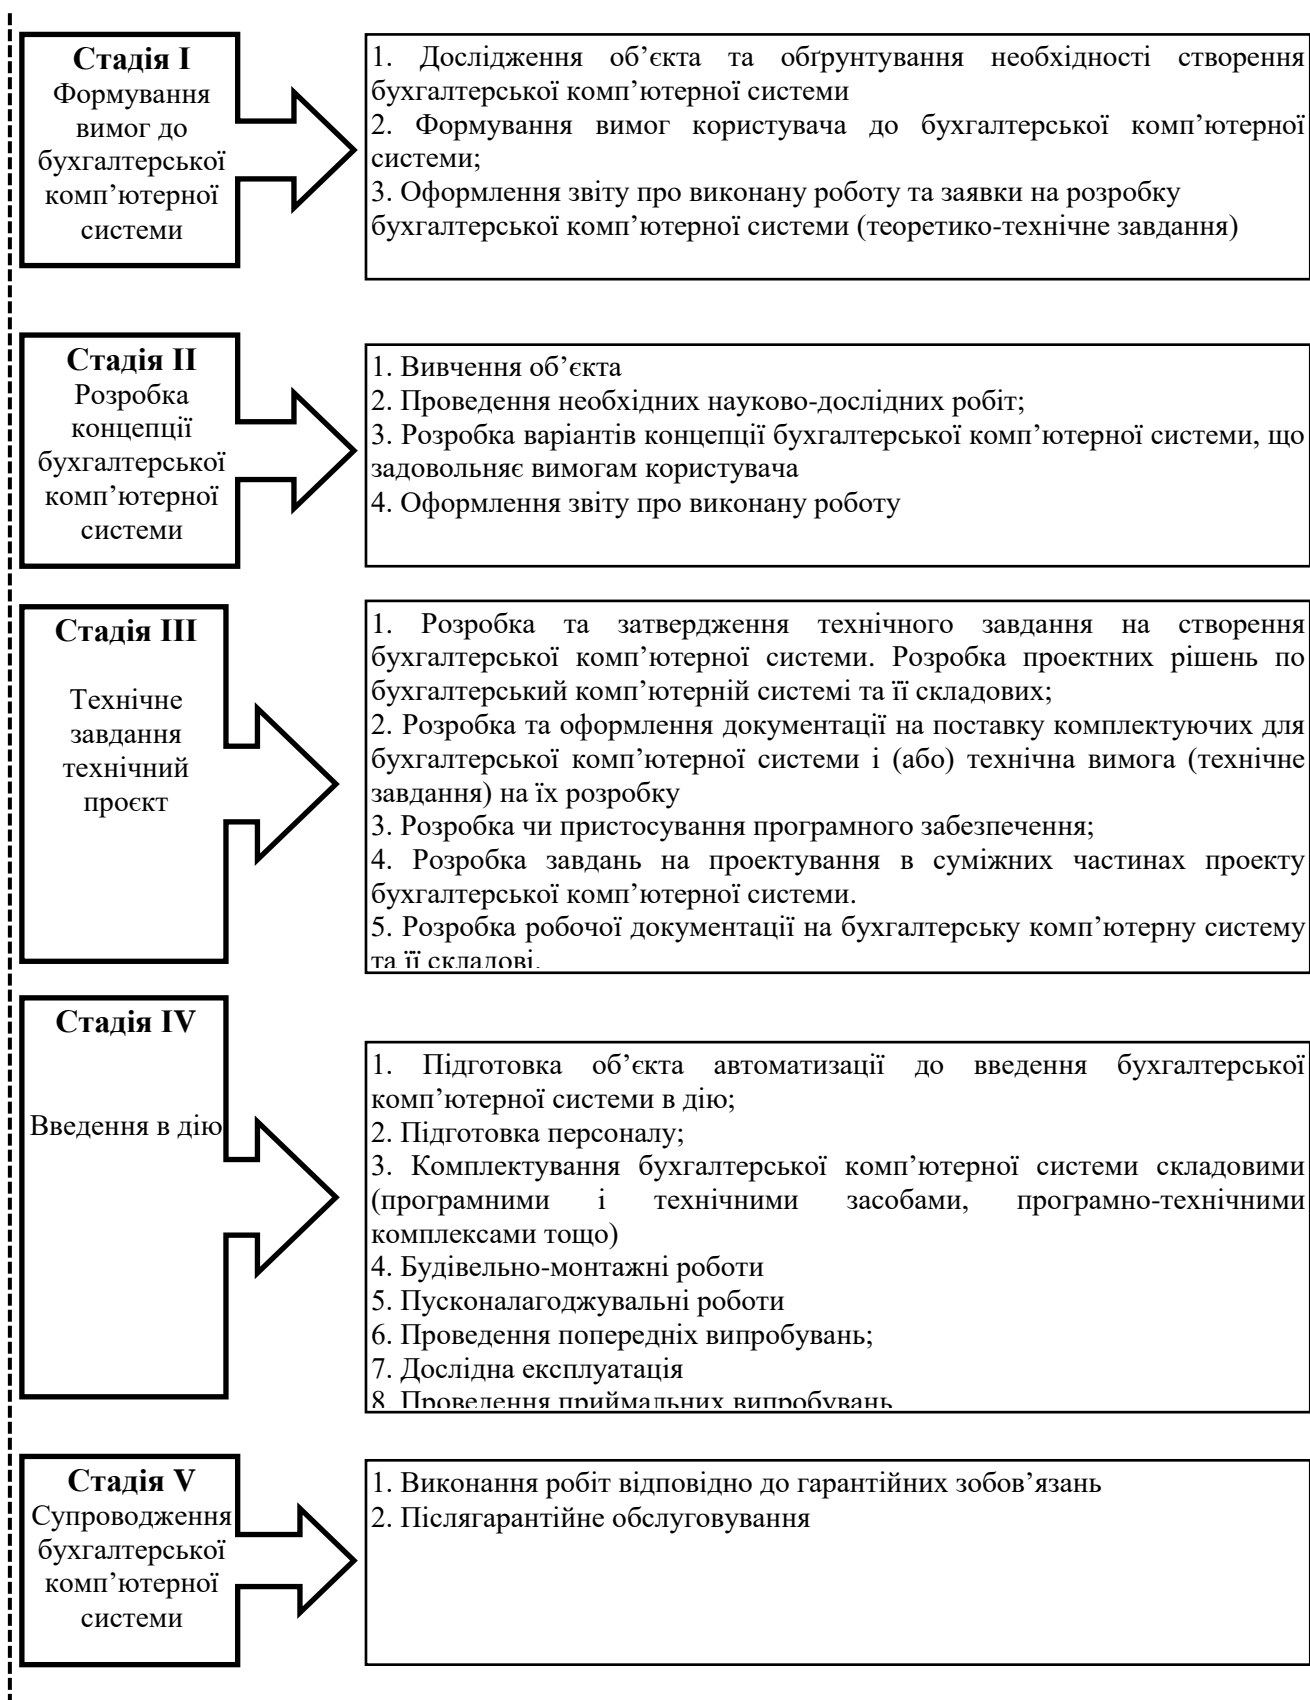 Стадія I
Формування
вимог до
бухгалтерської
комп’ютерної
системи
1. Дослідження об’єкта та обґрунтування необхідності створення
бухгалтерської комп’ютерної системи
2. Формування вимог користувача до бухгалтерської комп’ютерної
системи;
3. Оформлення звіту про виконану роботу та заявки на розробку
бухгалтерської комп’ютерної системи (теоретико-технічне завдання)
Стадія II
Розробка
концепції
бухгалтерської
комп’ютерної
системи
1. Вивчення об’єкта
2. Проведення необхідних науково-дослідних робіт;
3. Розробка варіантів концепції бухгалтерської комп’ютерної системи, що
задовольняє вимогам користувача
4. Оформлення звіту про виконану роботу
Стадія III
Технічне
завдання
технічний
проєкт
1. Розробка та затвердження технічного завдання на створення
бухгалтерської комп’ютерної системи. Розробка проектних рішень по
бухгалтерський комп’ютерній системі та її складових;
2. Розробка та оформлення документації на поставку комплектуючих для
бухгалтерської комп’ютерної системи і (або) технічна вимога (технічне
завдання) на їх розробку
3. Розробка чи пристосування програмного забезпечення;
4. Розробка завдань на проектування в суміжних частинах проекту
бухгалтерської комп’ютерної системи.
5. Розробка робочої документації на бухгалтерську комп’ютерну систему
та її складові.
Стадія IV
Введення в дію
1. Підготовка об’єкта автоматизації до введення бухгалтерської
комп’ютерної системи в дію;
2. Підготовка персоналу;
3. Комплектування бухгалтерської комп’ютерної системи складовими
(програмними і технічними засобами, програмно-технічними
комплексами тощо)
4. Будівельно-монтажні роботи
5. Пусконалагоджувальні роботи
6. Проведення попередніх випробувань;
7. Дослідна експлуатація
8. Проведення приймальних випробувань
Стадія V
Супроводження
бухгалтерської
комп’ютерної
системи
1. Виконання робіт відповідно до гарантійних зобов’язань
2. Післягарантійне обслуговування